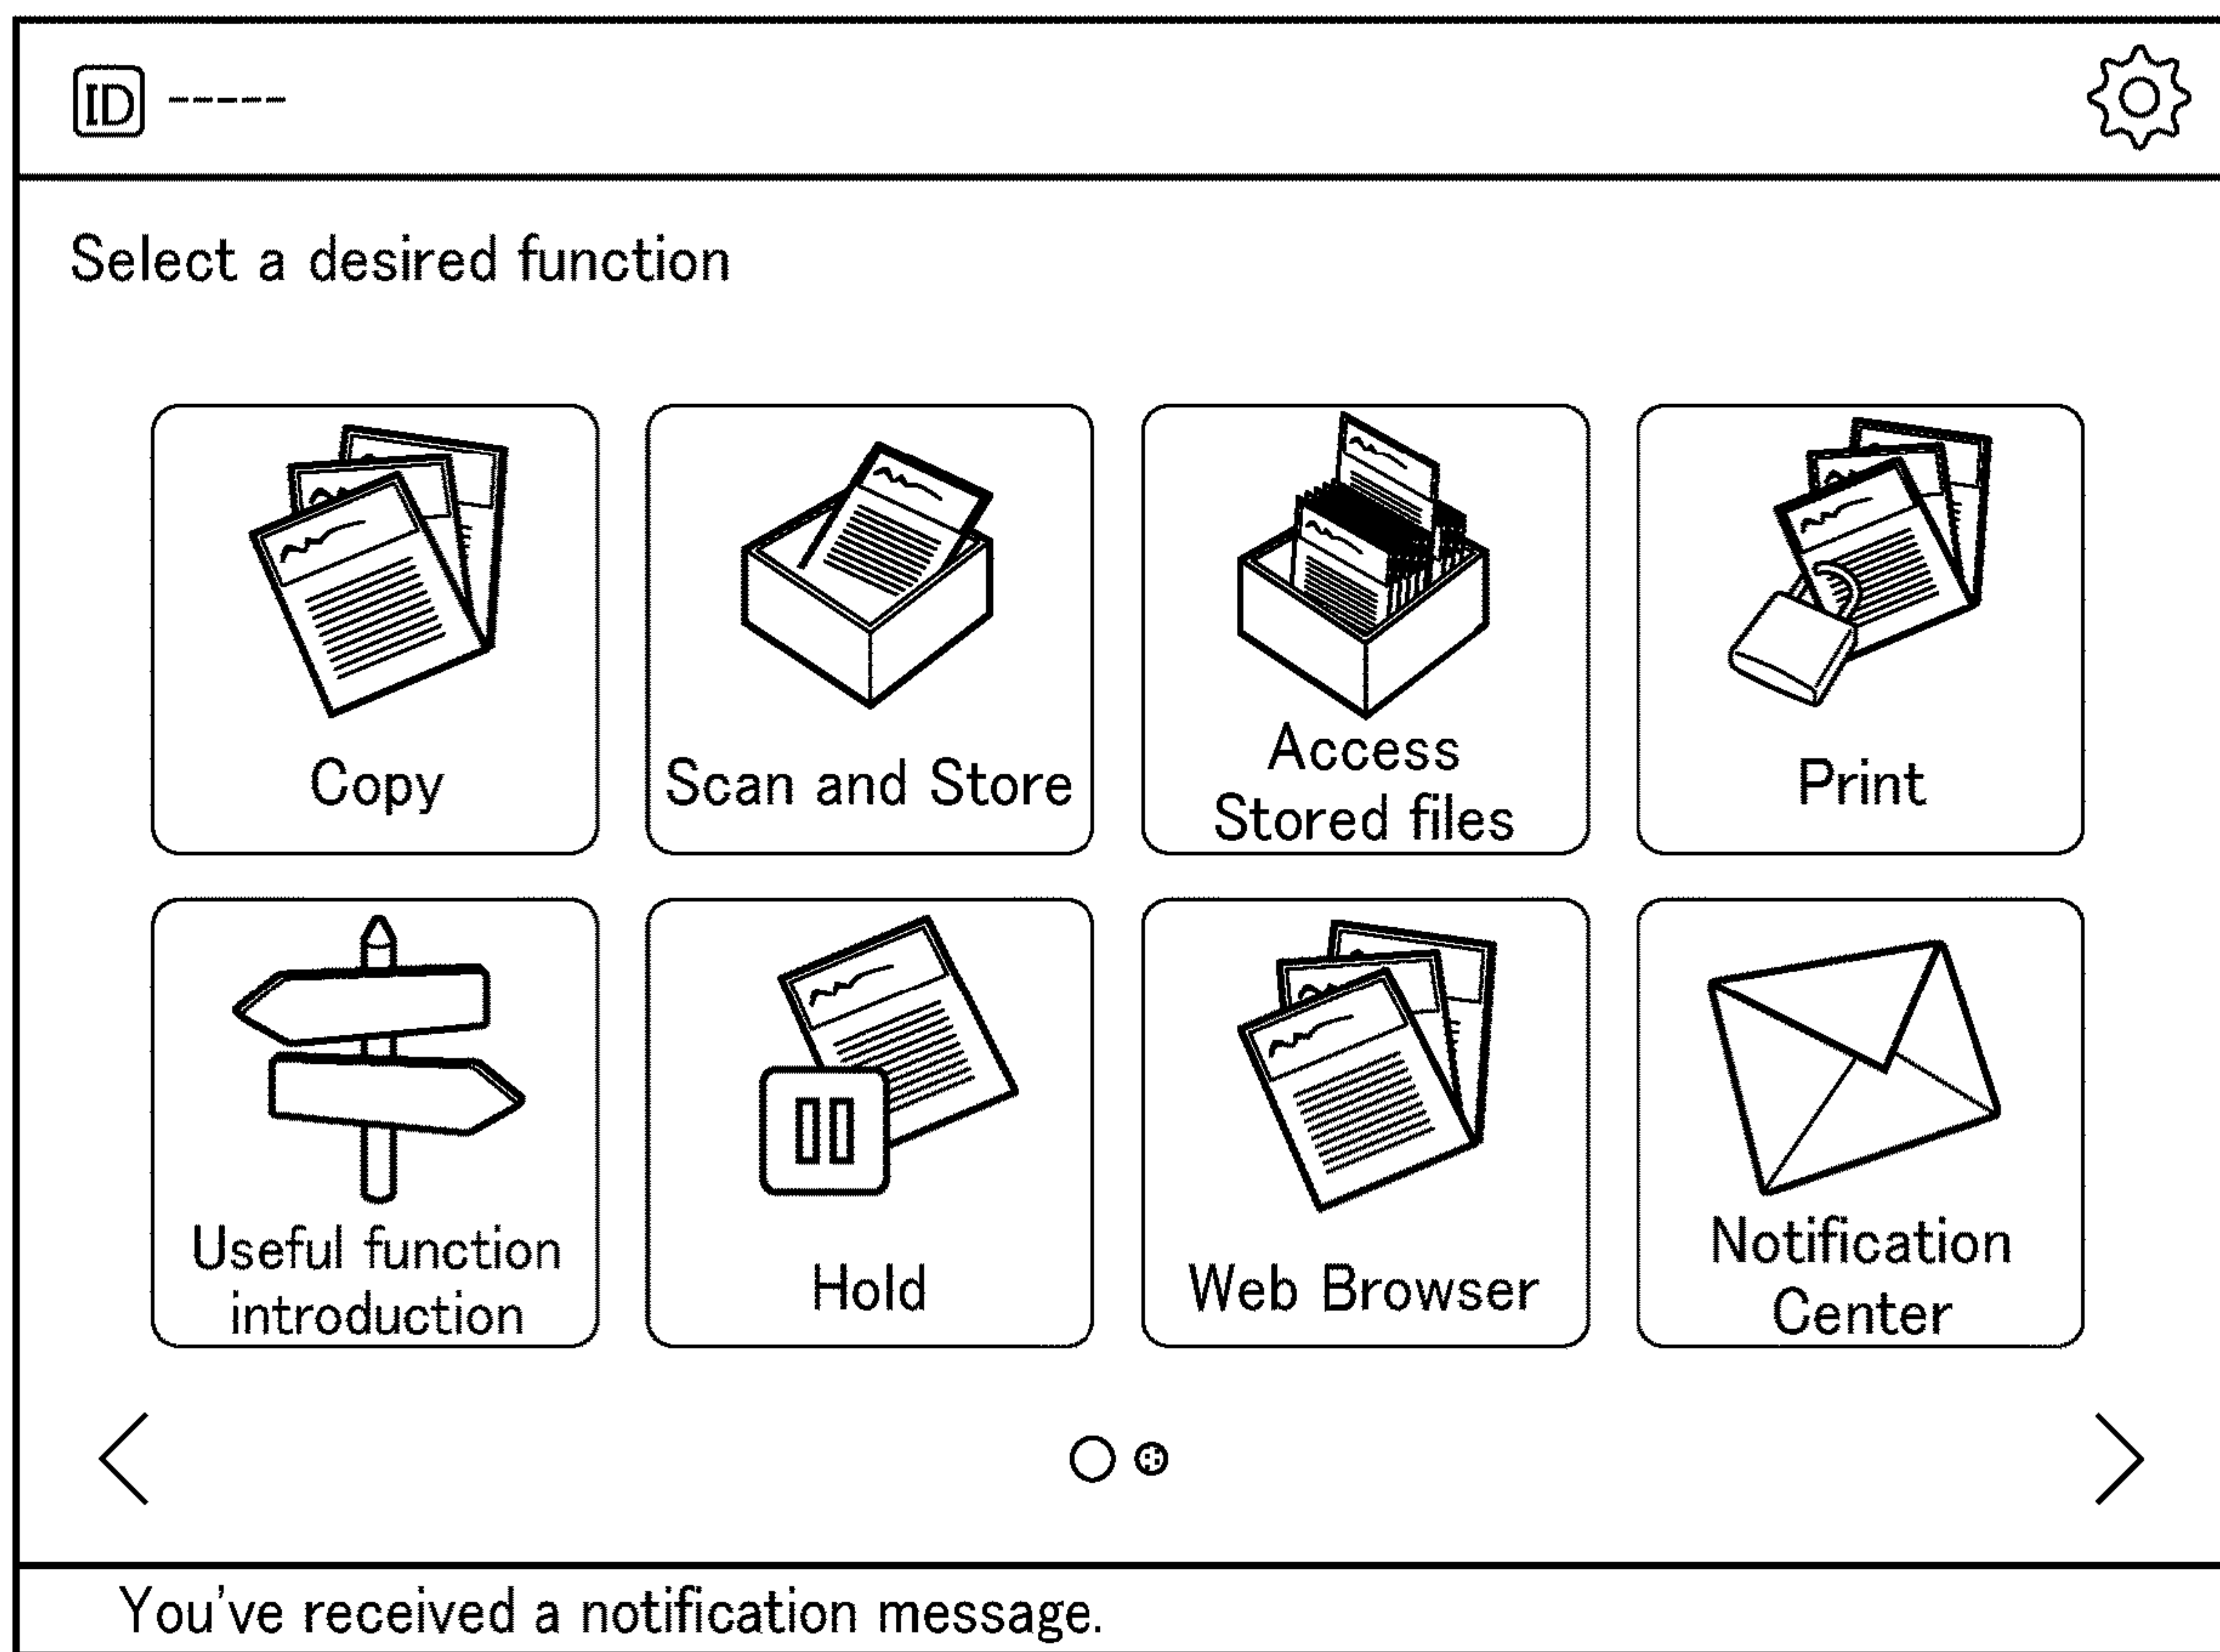 ID -----
Select a desired function
Copy
Scan and Store
Access
Stored files
Print
Useful function
introduction
Hold
Web Browser
Notification
Center
You've received a notification message.